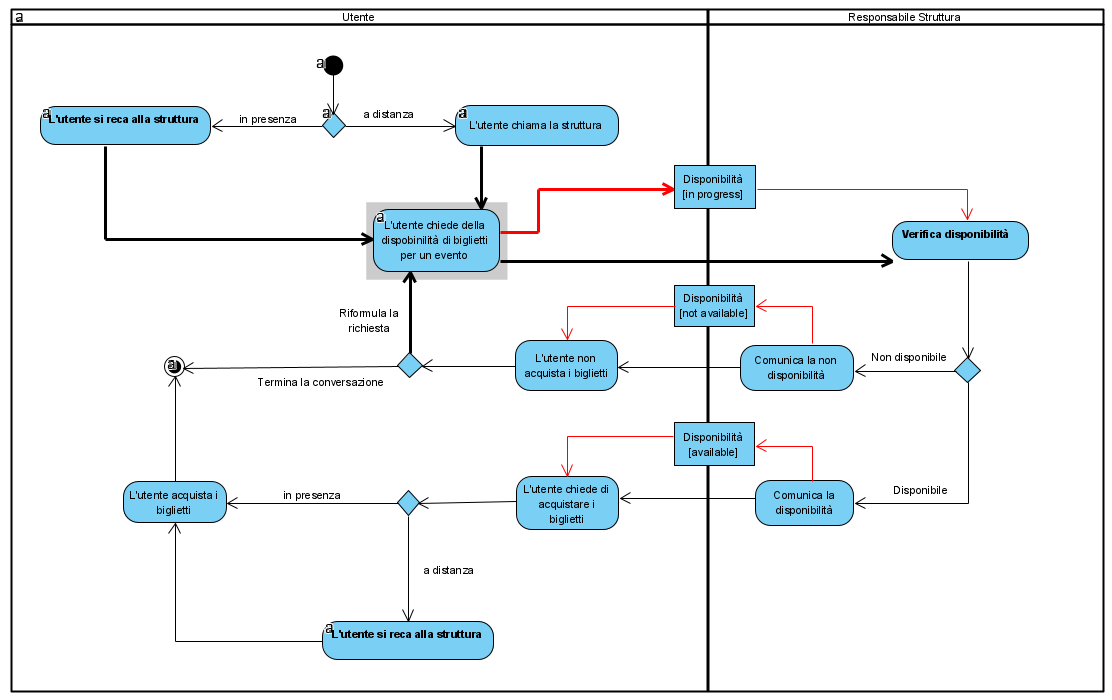 a
Utente
Responsabile Struttura
a
a
L'utente si reca alla struttura
in presenza
a
a distanza
a
L'utente chiama la struttura
Disponibilità
[in progress]
a
L'utente chiede della
dispobinilità di biglietti
per un evento
Verifica disponibilità
Disponibilità
[not available]
Riformula la
richiesta
a
Termina la conversazione
L'utente non
acquista i biglietti
Comunica la non
disponibilità
Non disponibile
Disponibilità
[available]
L'utente acquista i
biglietti
in presenza
L'utente chiede di
acquistare i
biglietti
Comunica la
disponibilità
Disponibile
a distanza
a
L'utente si reca alla struttura